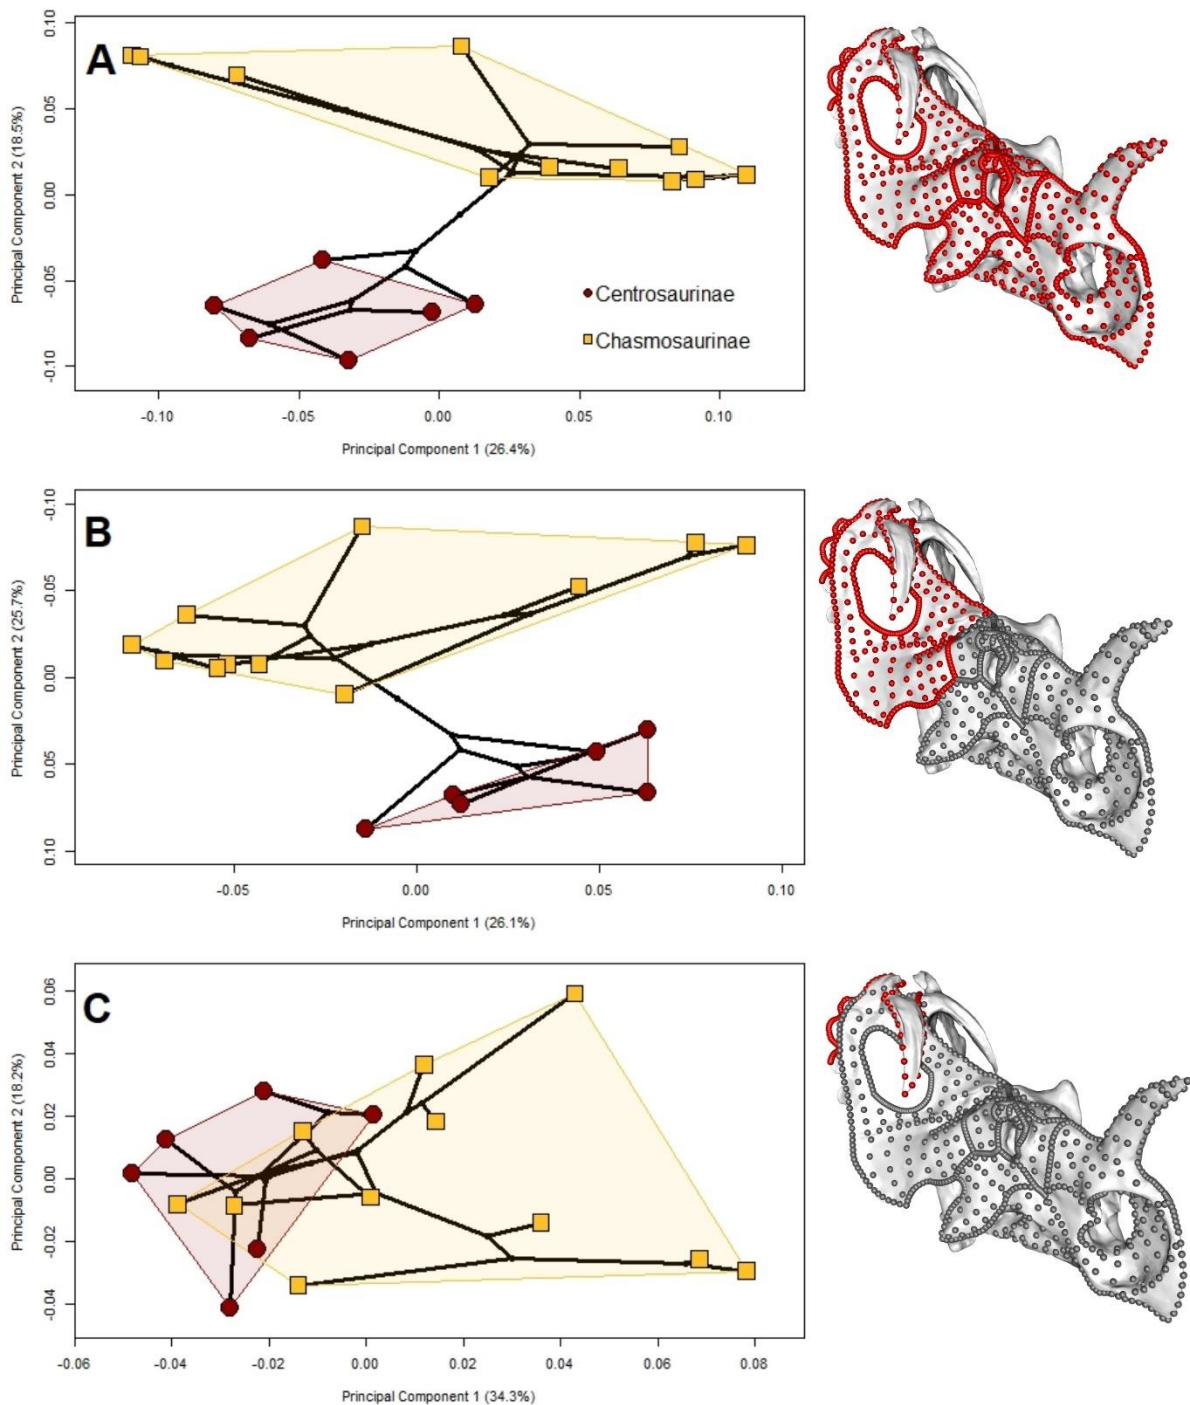 A
0.10
0.05
0.00
-0.05
-0.10
Principal Component 2 (18.5%)
Centrosaurinae
Chasmosaurinae
-0.10 -0.05 0.00 0.05 0.10
Principal Component 1 (26.4%)
B
-0.10
-0.05
0.00
0.05
0.10
Principal Component 2 (25.7%)
-0.05 0.00 0.05 0.10
Principal Component 1 (26.1%)
C
0.06
0.04
0.02
0.00
-0.02
-0.04
Principal Component 2 (18.2%)
-0.06 -0.04 -0.02 0.00 0.02 0.04 0.06 0.08
Principal Component 1 (34.3%)